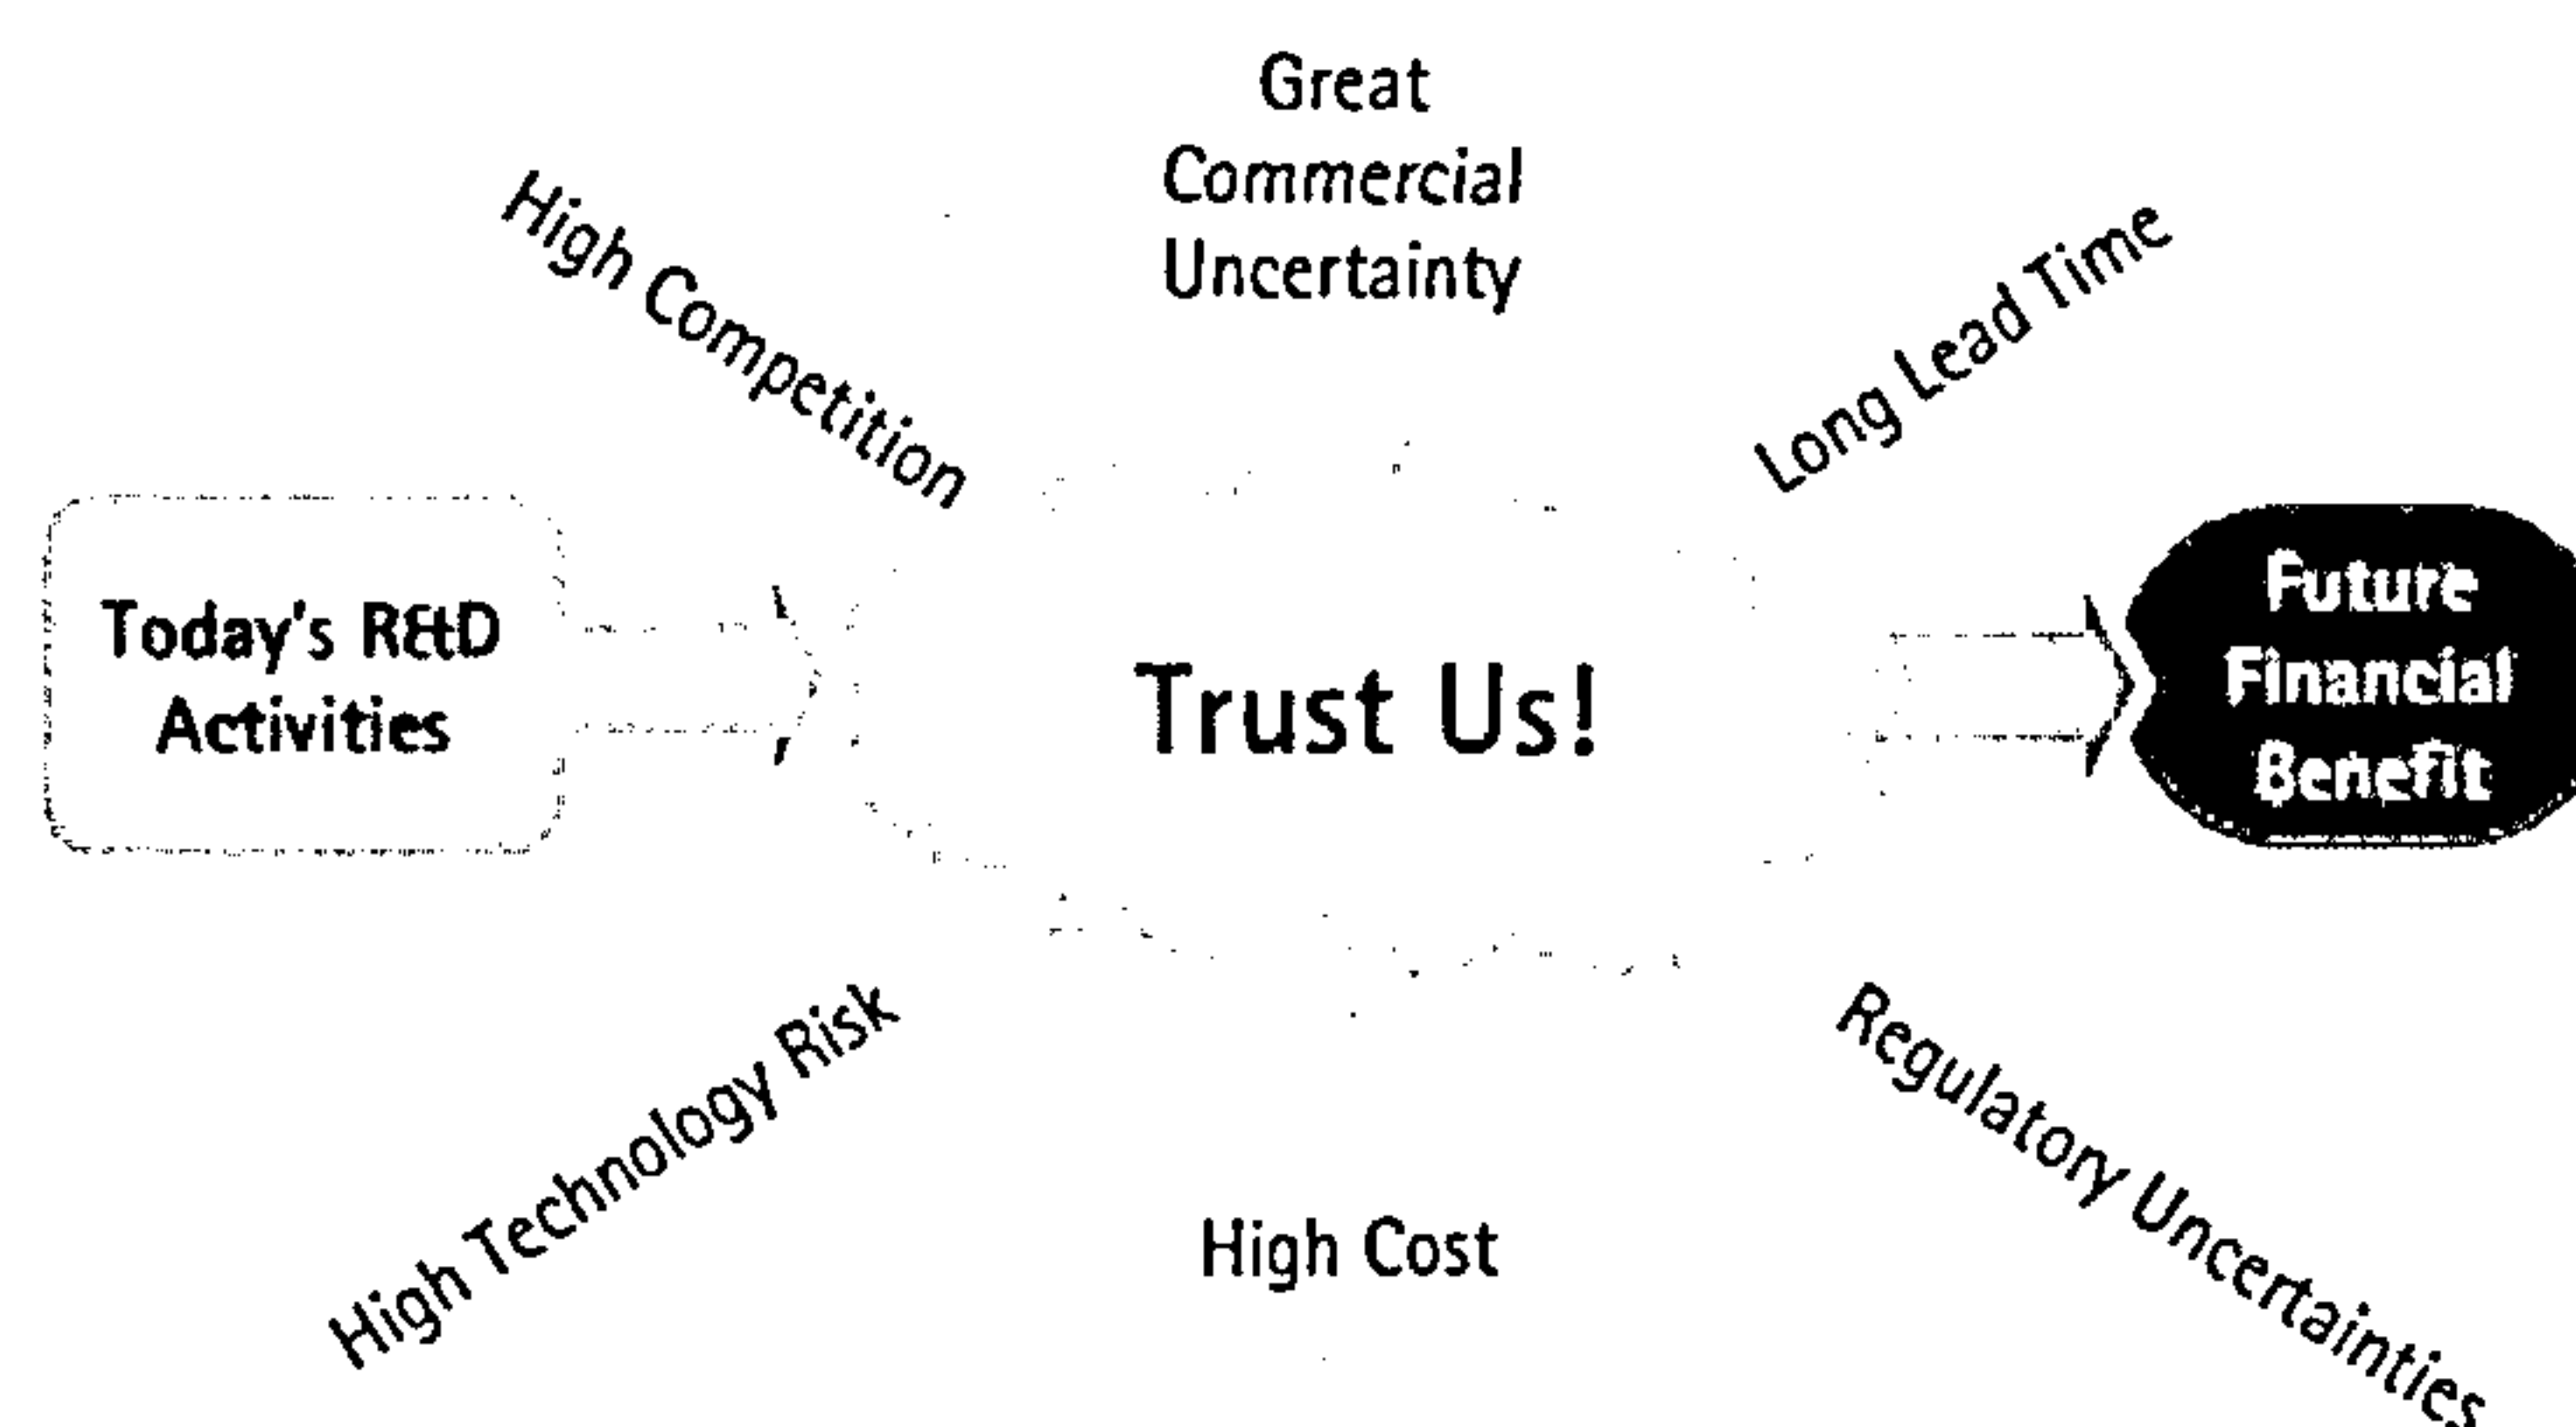 Great
Commercial
Uncertainty
High Competition
Long Lead Time
Today's R&D
Activities
Trust Us!
Future
Financial
Benefit
High Technology Risk
High Cost
Regulatory Uncertainties